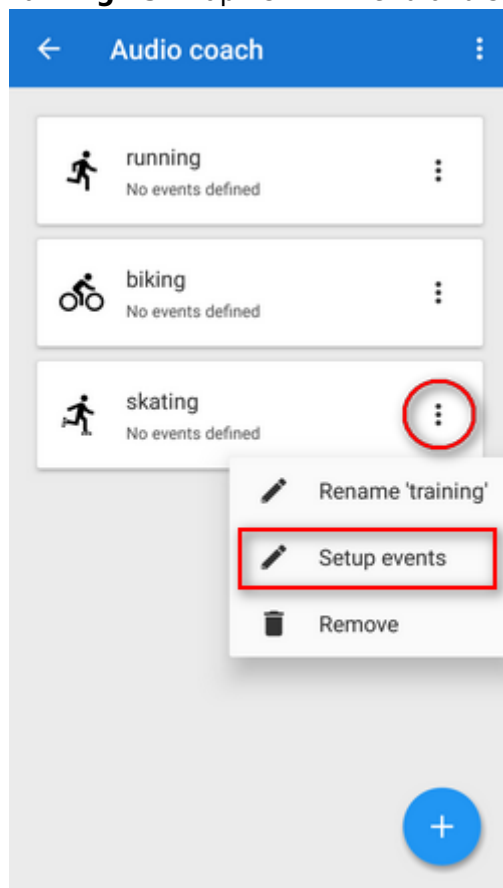 Audio coach
running
No events defined
biking
No events defined
skating
No events defined
Rename 'training'
Setup events
Remove